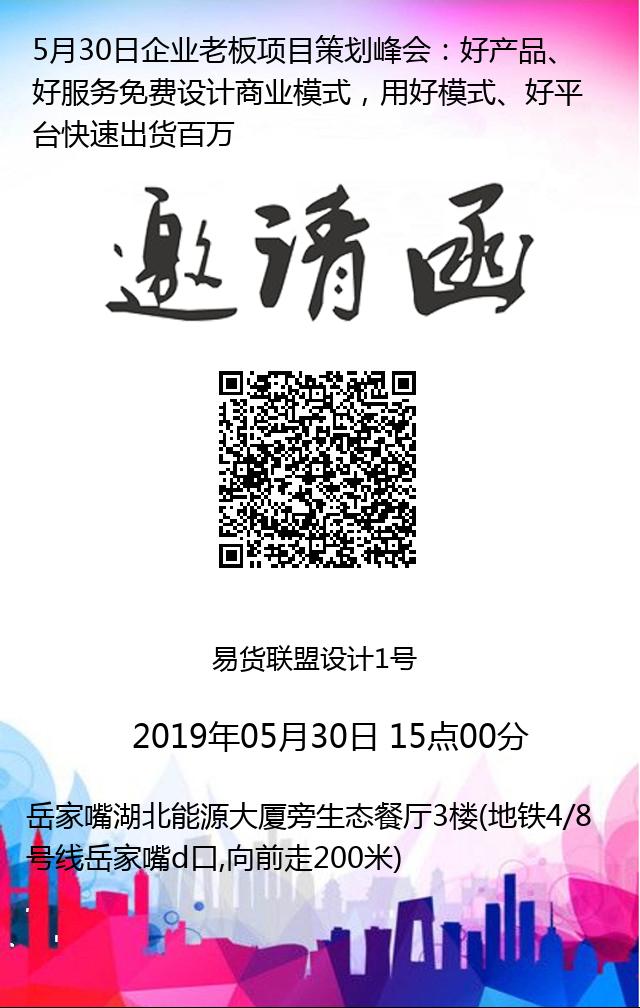 5月30日企业老板项目策划峰会：好产品、
好服务免费设计商业模式，用好模式、好平
台快速出货百万
邀请函
易货联盟设计1号
2019年05月30日 15点00分
岳家嘴湖北能源大厦旁生态餐厅3楼(地铁4/8
号线岳家嘴d口,向前走200米)